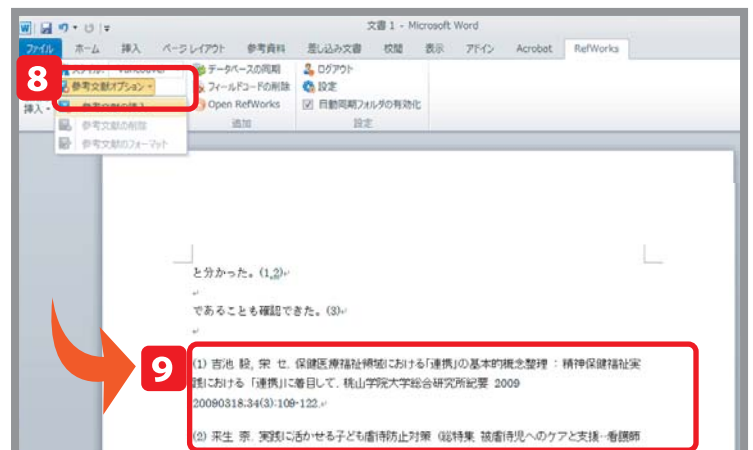 文書 1 - Microsoft Word
ファイル ホーム 挿入 ページ レイアウト 参考資料 差し込み文書 校閲 表示 アドイン Acrobat RefWorks
8
データベースの同期 ログアウト
参考文献オプション フィールドコードの削除 設定
挿入 参考文献の挿入 Open RefWorks 自動同期フォルダの有効化
参考文献の削除 追加 設定
参考文献のフォーマット
と分かった。(1,2)
であることも確認できた。(3)
9
(1) 吉池 毅, 栄 セ. 保健医療福祉領域における「連携」の基本的概念整理 : 精神保健福祉実
践における 「連携」に着目して. 桃山学院大学総合研究所紀要 2009
20090318;34(3):109-122.
(2) 来生 奈. 実践に活かせる子ども虐待防止対策 (総特集 被虐待児へのケアと支援--看護師